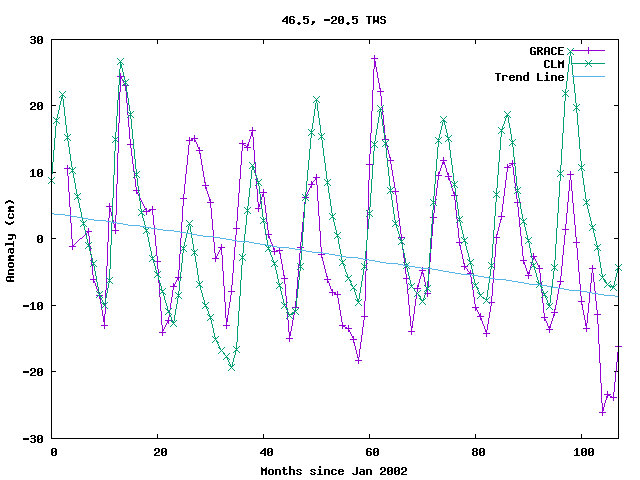 46.5, -20.5 TWS
GRACE
CLM
Trend Line
30
20
10
0
-10
-20
-30
Anomaly (cm)
0 20 40 60 80 100
Months since Jan 2002